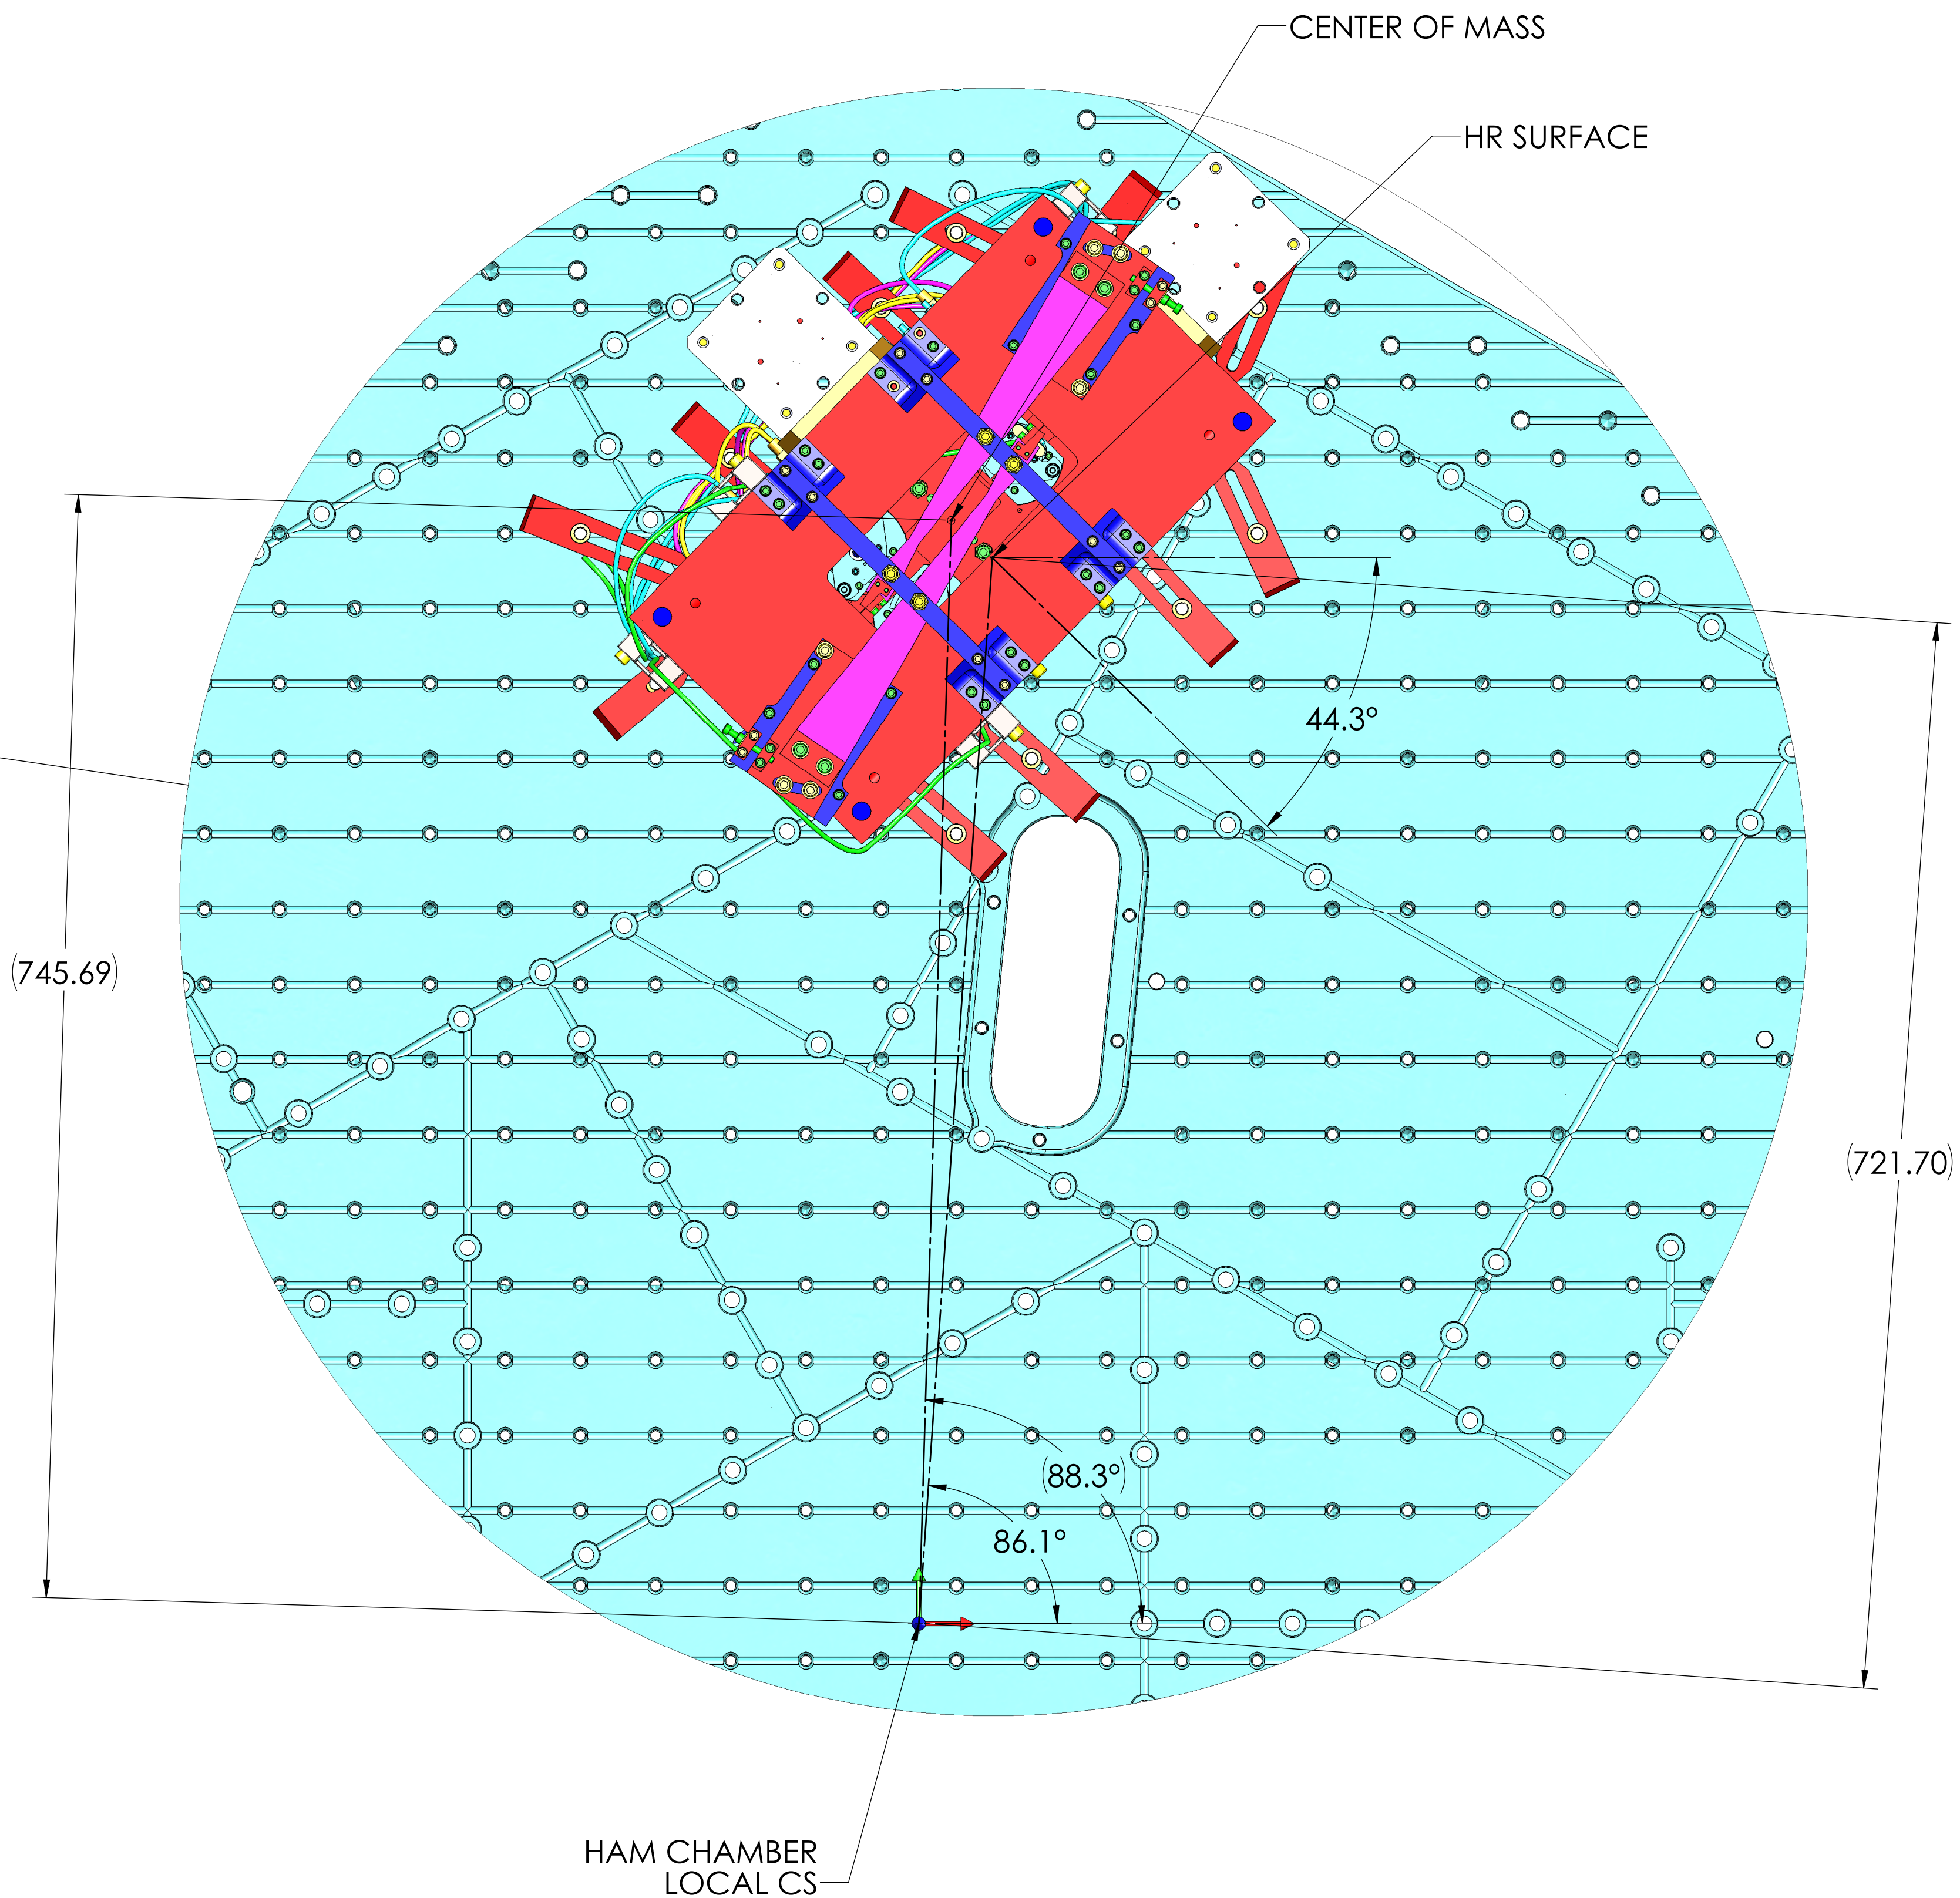 CENTER OF MASS
HR SURFACE
44.3°
(745.69)
(721.70)
(88.3°)
86.1°
HAM CHAMBER
LOCAL CS